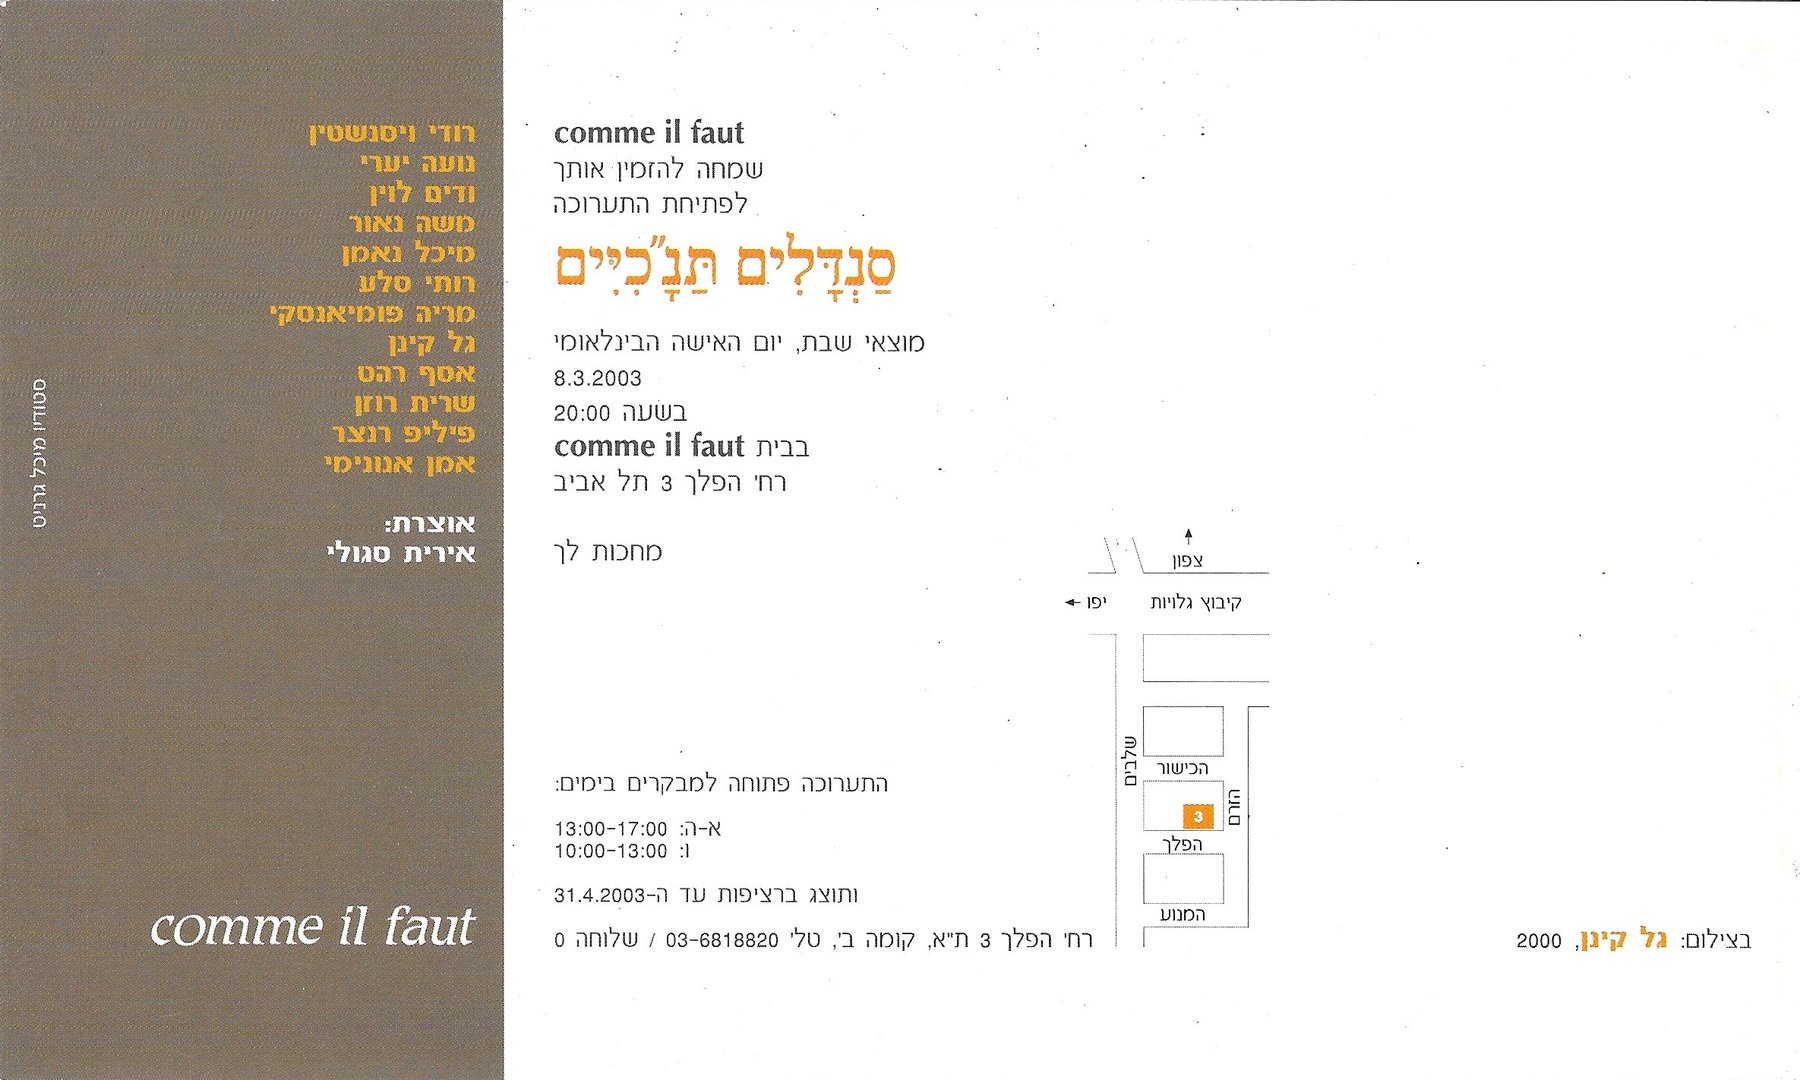 רודי ויסנשטין
נועה יערי
ודים לוין
משה נאור
מיכל נאמן
רותי סלע
מריה פומיאנסקי
גל קינן
אסף רהט
שרית רוזן
פיליפ רנצר
אמן אנונימי
אוצרת:
אירית סגולי
סטודיו מיכל גרניט
comme il faut
comme il faut
שמחה להזמין אותך
לפתיחת התערוכה
סַנְדָּלִים תַּנָ"כִיִּים
מוצאי שבת, יום האישה הבינלאומי
8.3.2003
בשעה 20:00
בבית comme il faut
רח' הפלך 3 תל אביב
מחכות לך
התערוכה פתוחה למבקרים בימים:
א-ה: 13:00-17:00
ו: 10:00-13:00
ותוצג ברציפות עד ה-31.4.2003
רח' הפלך 3 ת"א, קומה ב', טל' 03-6818820 / שלוחה 0
צפון
קיבוץ גלויות
יפו
שלבים
הכישור
הזרם
3
הפלך
המנוע
בצילום: גל קינן, 2000